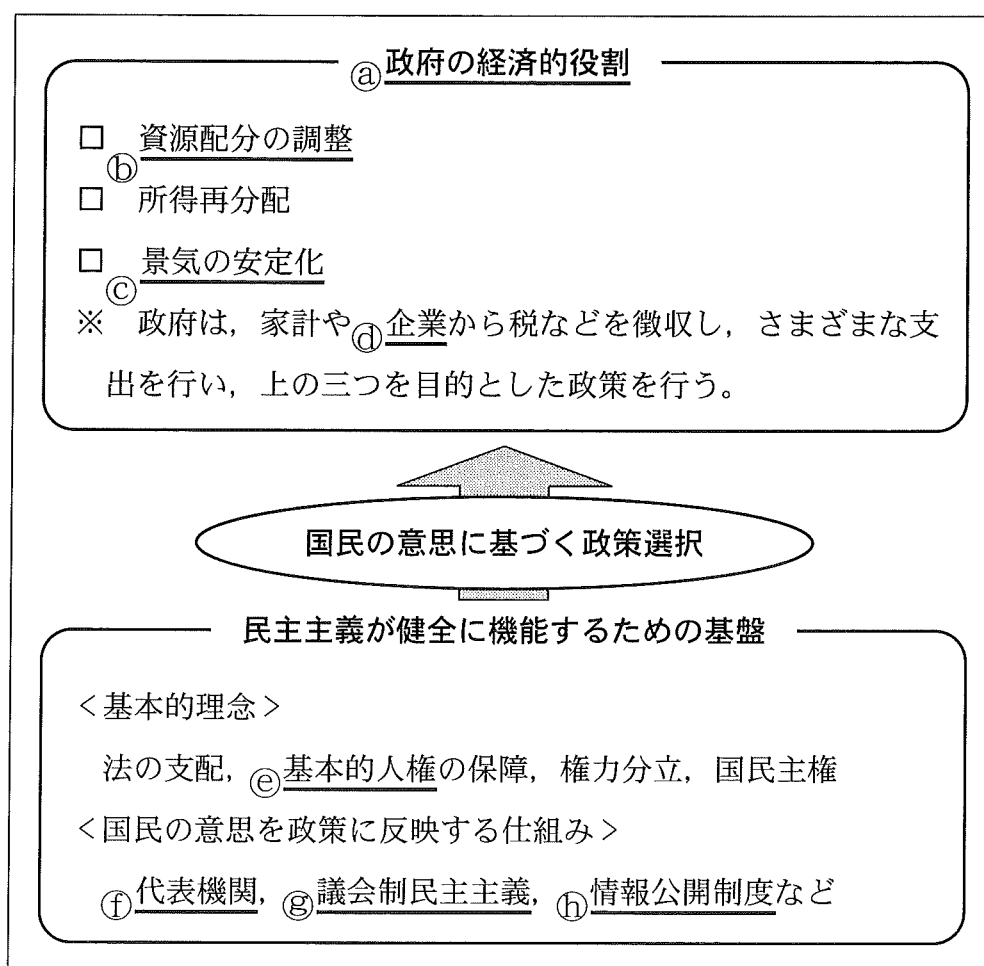 ⓐ政府の経済的役割
□ ⓑ資源配分の調整
□ 所得再分配
□ ⓒ景気の安定化
※ 政府は，家計やⓓ企業から税などを徴収し，さまざまな支
出を行い，上の三つを目的とした政策を行う。
国民の意思に基づく政策選択
民主主義が健全に機能するための基盤
＜基本的理念＞
法の支配，ⓔ基本的人権の保障，権力分立，国民主権
＜国民の意思を政策に反映する仕組み＞
ⓕ代表機関，ⓖ議会制民主主義，ⓗ情報公開制度など